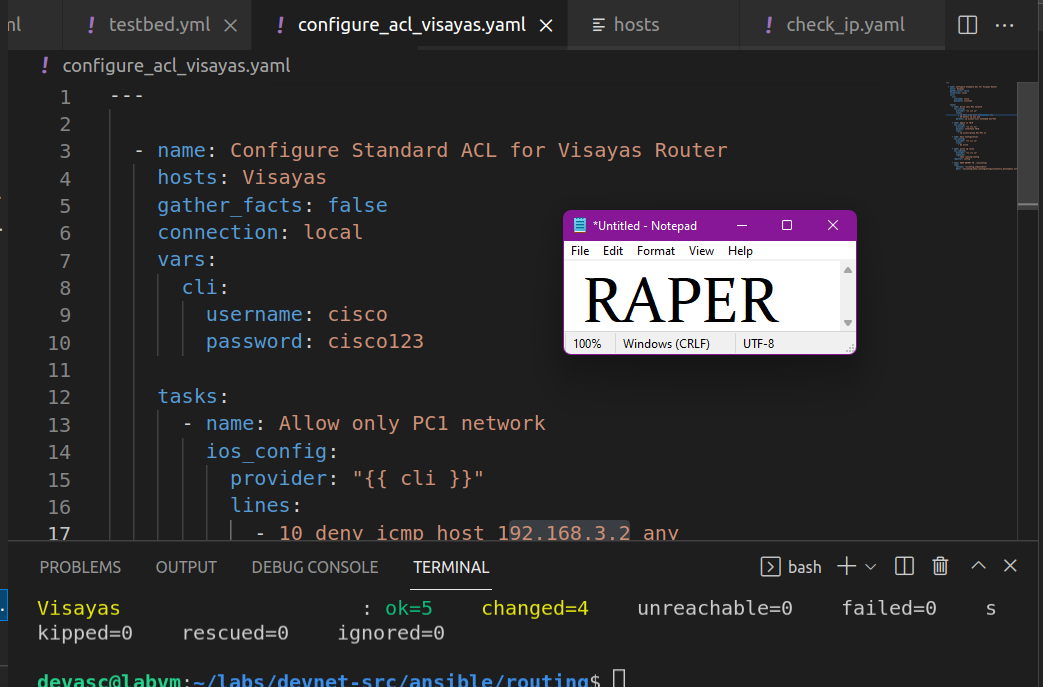 nl
! testbed.yml ×
! configure_acl_visayas.yaml ×
hosts
! check_ip.yaml
! configure_acl_visayas.yaml
1 ---
2
3 - name: Configure Standard ACL for Visayas Router
4 hosts: Visayas
5 gather_facts: false
6 connection: local
7 vars:
8 cli:
9 username: cisco
10 password: cisco123
11
12 tasks:
13 - name: Allow only PC1 network
14 ios_config:
15 provider: "{{ cli }}"
16 lines:
17 - 10 deny icmp host 192.168.3.2 any
*Untitled - Notepad
File Edit Format View Help
RAPER
100% Windows (CRLF) UTF-8
PROBLEMS OUTPUT DEBUG CONSOLE TERMINAL
bash
Visayas : ok=5 changed=4 unreachable=0 failed=0 s
kipped=0 rescued=0 ignored=0
devasc@labvm:~/labs/devnet-src/ansible/routing$